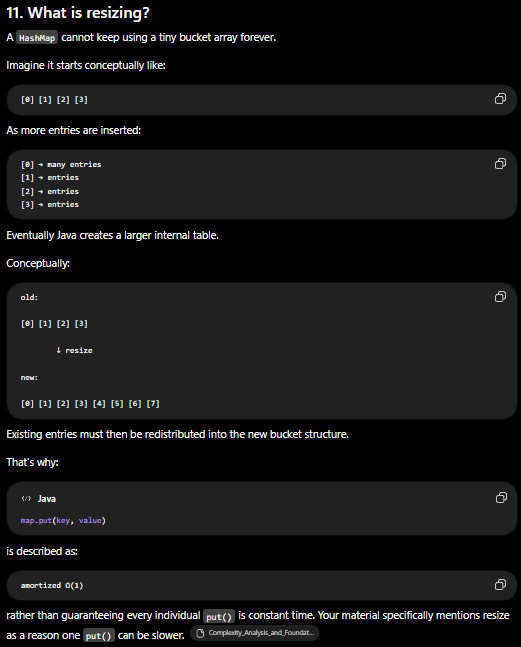 11. What is resizing?
A HashMap cannot keep using a tiny bucket array forever.
Imagine it starts conceptually like:
[0] [1] [2] [3]
As more entries are inserted:
[0] → many entries
[1] → entries
[2] → entries
[3] → entries
Eventually Java creates a larger internal table.
Conceptually:
old:
[0] [1] [2] [3]
↓ resize
new:
[0] [1] [2] [3] [4] [5] [6] [7]
Existing entries must then be redistributed into the new bucket structure.
That's why:
</> Java
map.put(key, value)
is described as:
amortized O(1)
rather than guaranteeing every individual put() is constant time. Your material specifically mentions resize
as a reason one put() can be slower. Complexity_Analysis_and_Foundat...